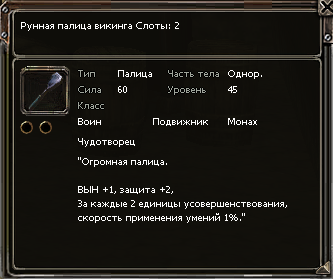 Рунная палица викинга Слоты: 2
Тип Палица Часть тела Однор.
Сила 60 Уровень 45
Класс
Воин Подвижник Монах
Чудотворец
"Огромная палица.
ВЫН +1, защита +2,
За каждые 2 единицы усовершенствования,
скорость применения умений 1%."